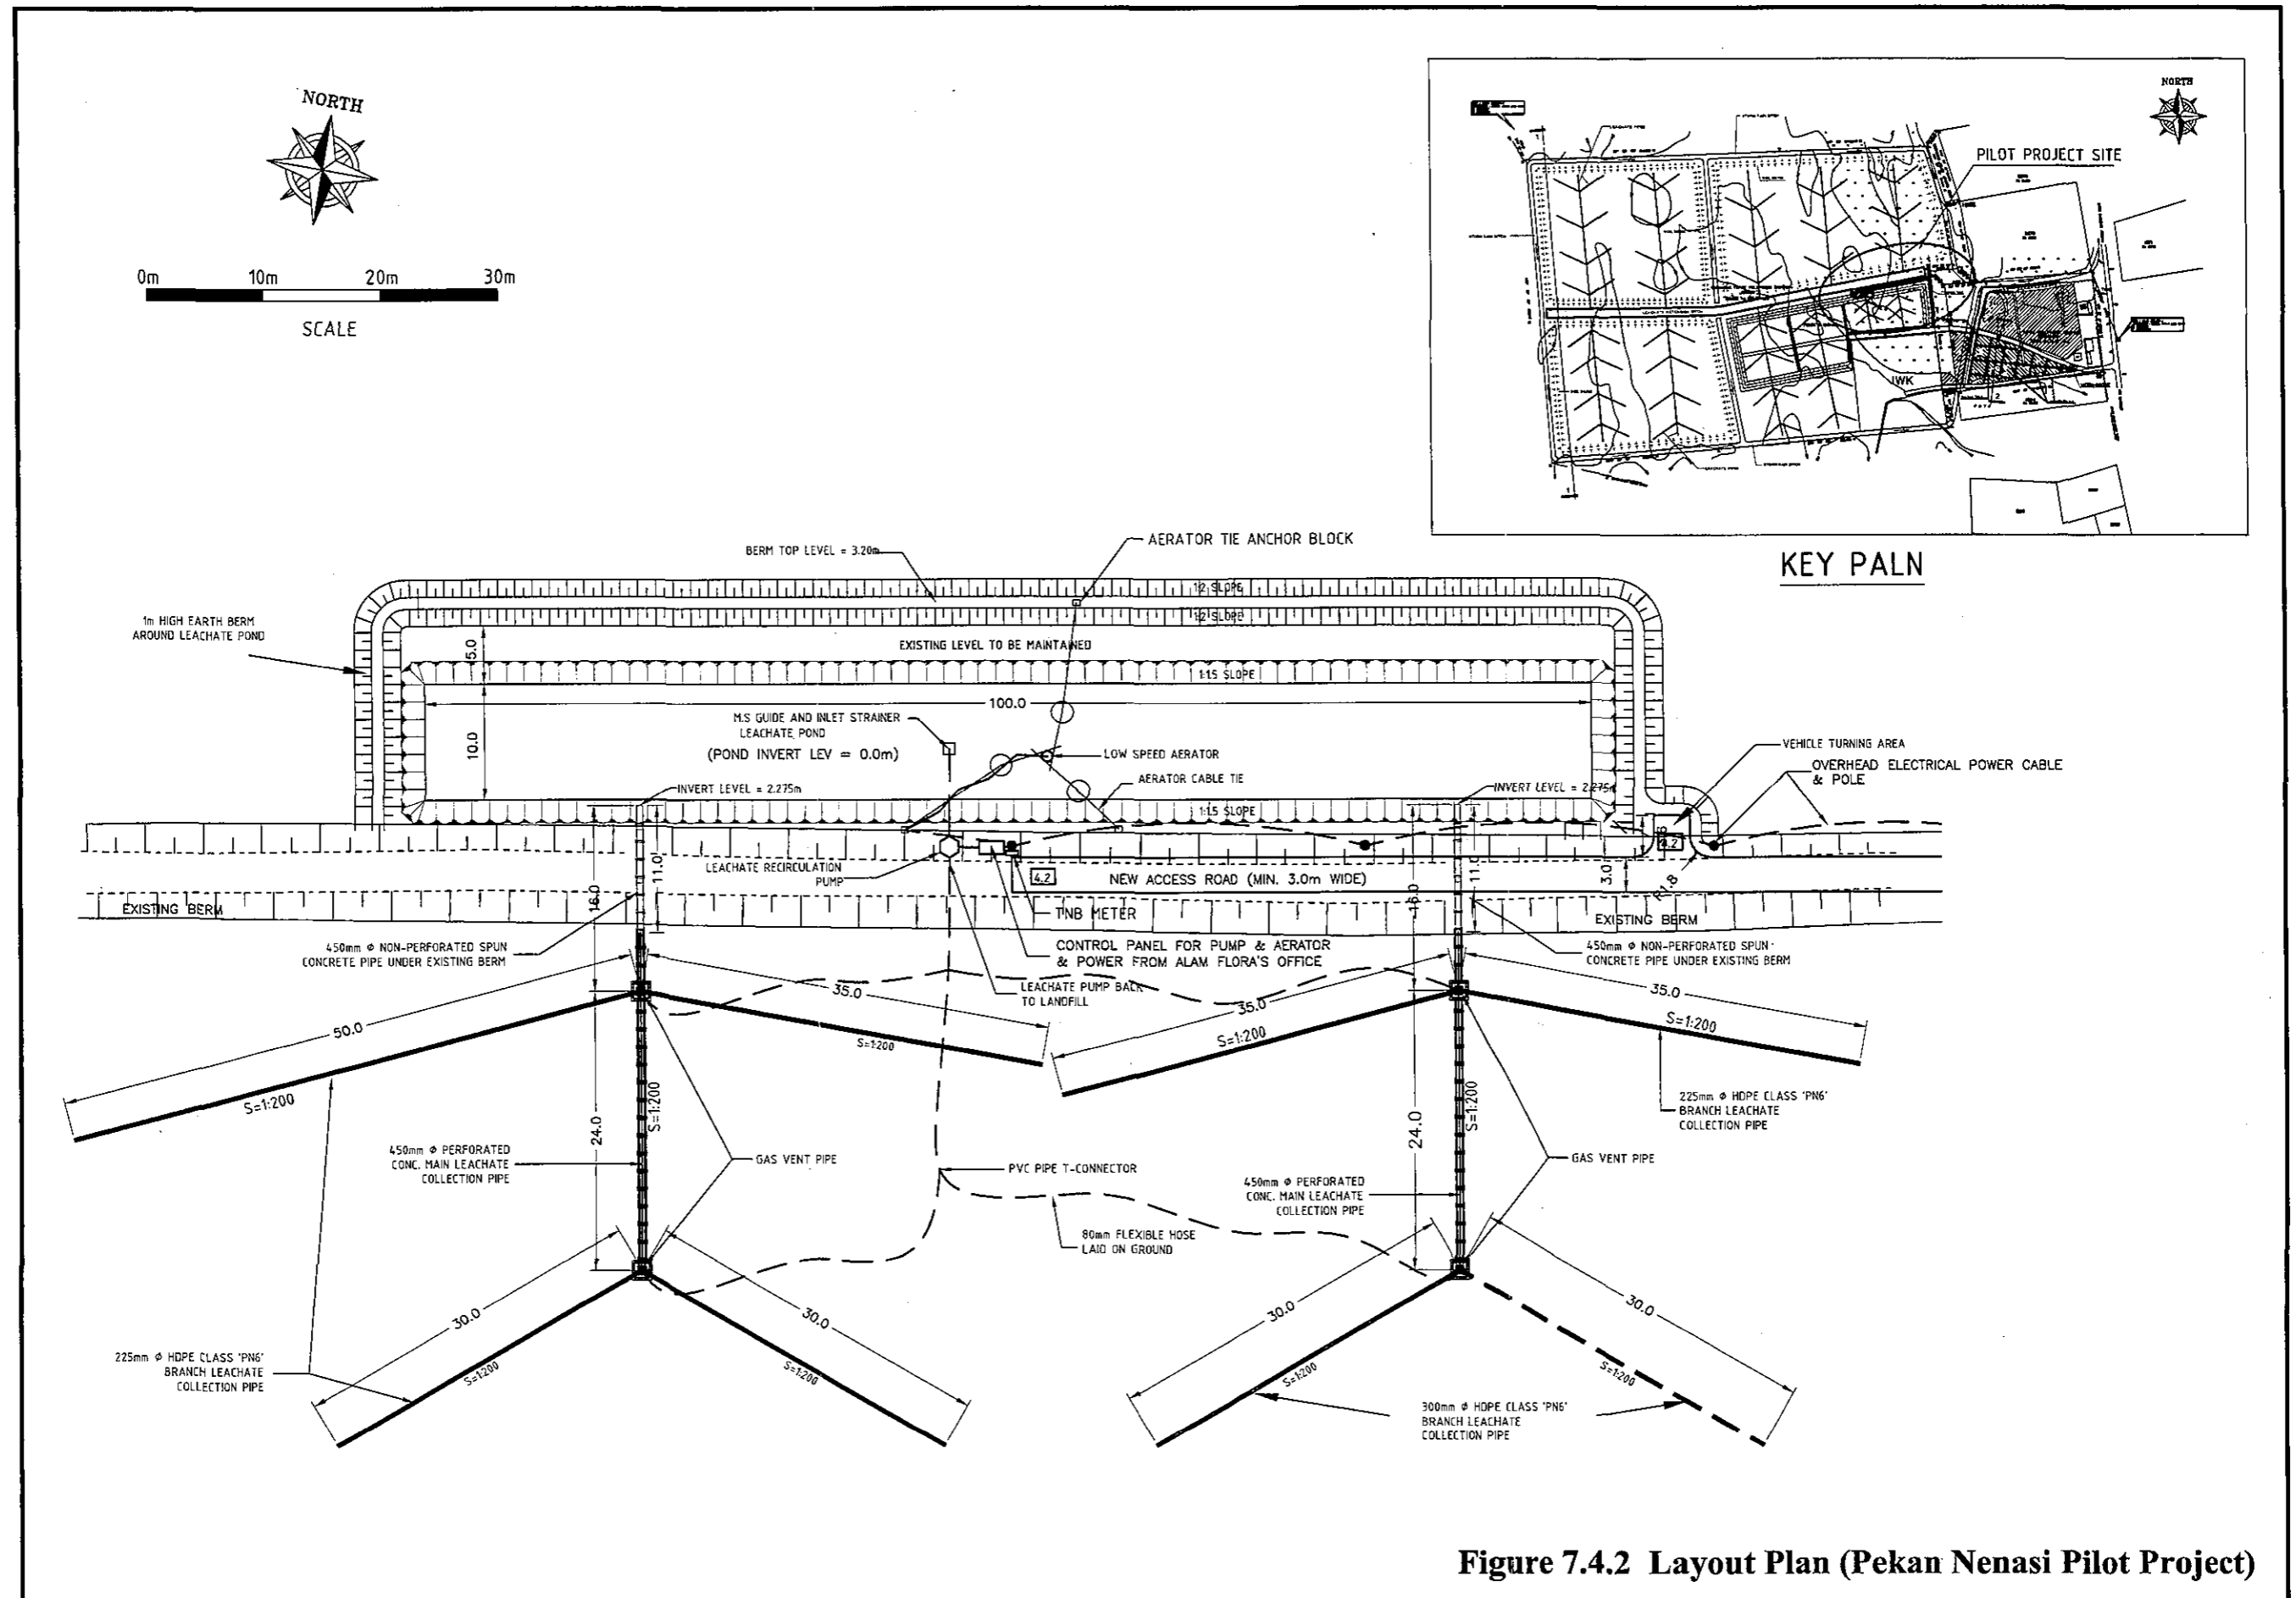 NORTH
0m 10m 20m 30m
SCALE
NORTH
PILOT PROJECT SITE
IWK
KEY PALN
BERM TOP LEVEL = 3.20m
AERATOR TIE ANCHOR BLOCK
1:2 SLOPE
1:2 SLOPE
1m HIGH EARTH BERM
AROUND LEACHATE POND
5.0
EXISTING LEVEL TO BE MAINTAINED
1:1.5 SLOPE
100.0
10.0
M.S GUIDE AND INLET STRAINER
LEACHATE POND
(POND INVERT LEV = 0.0m)
LOW SPEED AERATOR
AERATOR CABLE TIE
VEHICLE TURNING AREA
OVERHEAD ELECTRICAL POWER CABLE
& POLE
INVERT LEVEL = 2.275m
INVERT LEVEL = 2.275m
1:1.5 SLOPE
LEACHATE RECIRCULATION
PUMP
4.2
NEW ACCESS ROAD (MIN. 3.0m WIDE)
3.0
R1.8
4.2
16.0
11.0
16.0
11.0
EXISTING BERM
TNB METER
EXISTING BERM
450mm ⌀ NON-PERFORATED SPUN
CONCRETE PIPE UNDER EXISTING BERM
CONTROL PANEL FOR PUMP & AERATOR
& POWER FROM ALAM FLORA'S OFFICE
450mm ⌀ NON-PERFORATED SPUN
CONCRETE PIPE UNDER EXISTING BERM
LEACHATE PUMP BACK
TO LANDFILL
50.0
35.0
35.0
35.0
S=1:200
S=1:200
S=1:200
S=1:200
24.0
S=1:200
24.0
S=1:200
225mm ⌀ HDPE CLASS 'PN6'
BRANCH LEACHATE
COLLECTION PIPE
450mm ⌀ PERFORATED
CONC. MAIN LEACHATE
COLLECTION PIPE
GAS VENT PIPE
PVC PIPE T-CONNECTOR
450mm ⌀ PERFORATED
CONC. MAIN LEACHATE
COLLECTION PIPE
GAS VENT PIPE
80mm FLEXIBLE HOSE
LAID ON GROUND
30.0
30.0
30.0
30.0
S=1:200
S=1:200
S=1:200
S=1:200
225mm ⌀ HDPE CLASS 'PN6'
BRANCH LEACHATE
COLLECTION PIPE
300mm ⌀ HDPE CLASS 'PN6'
BRANCH LEACHATE
COLLECTION PIPE
Figure 7.4.2 Layout Plan (Pekan Nenasi Pilot Project)